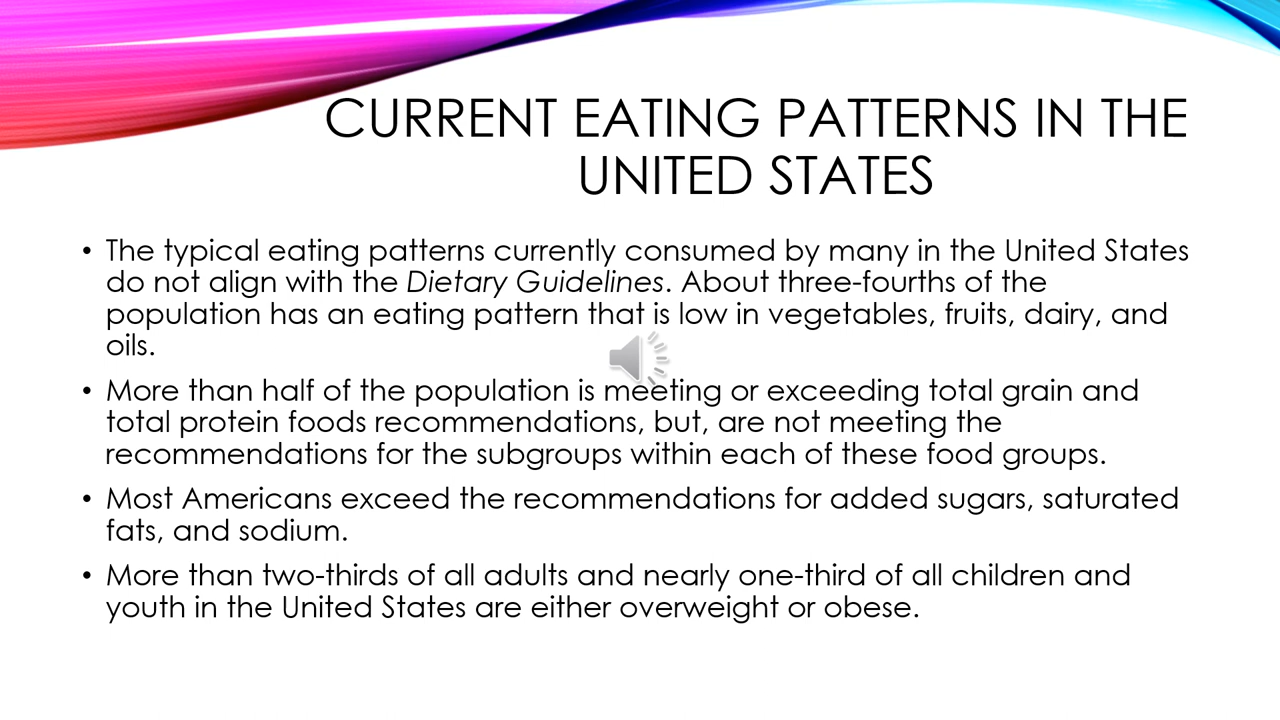 CURRENT EATING PATTERNS IN THE
UNITED STATES
• The typical eating patterns currently consumed by many in the United States
do not align with the Dietary Guidelines. About three-fourths of the
population has an eating pattern that is low in vegetables, fruits, dairy, and
oils.
• More than half of the population is meeting or exceeding total grain and
total protein foods recommendations, but, are not meeting the
recommendations for the subgroups within each of these food groups.
• Most Americans exceed the recommendations for added sugars, saturated
fats, and sodium.
• More than two-thirds of all adults and nearly one-third of all children and
youth in the United States are either overweight or obese.